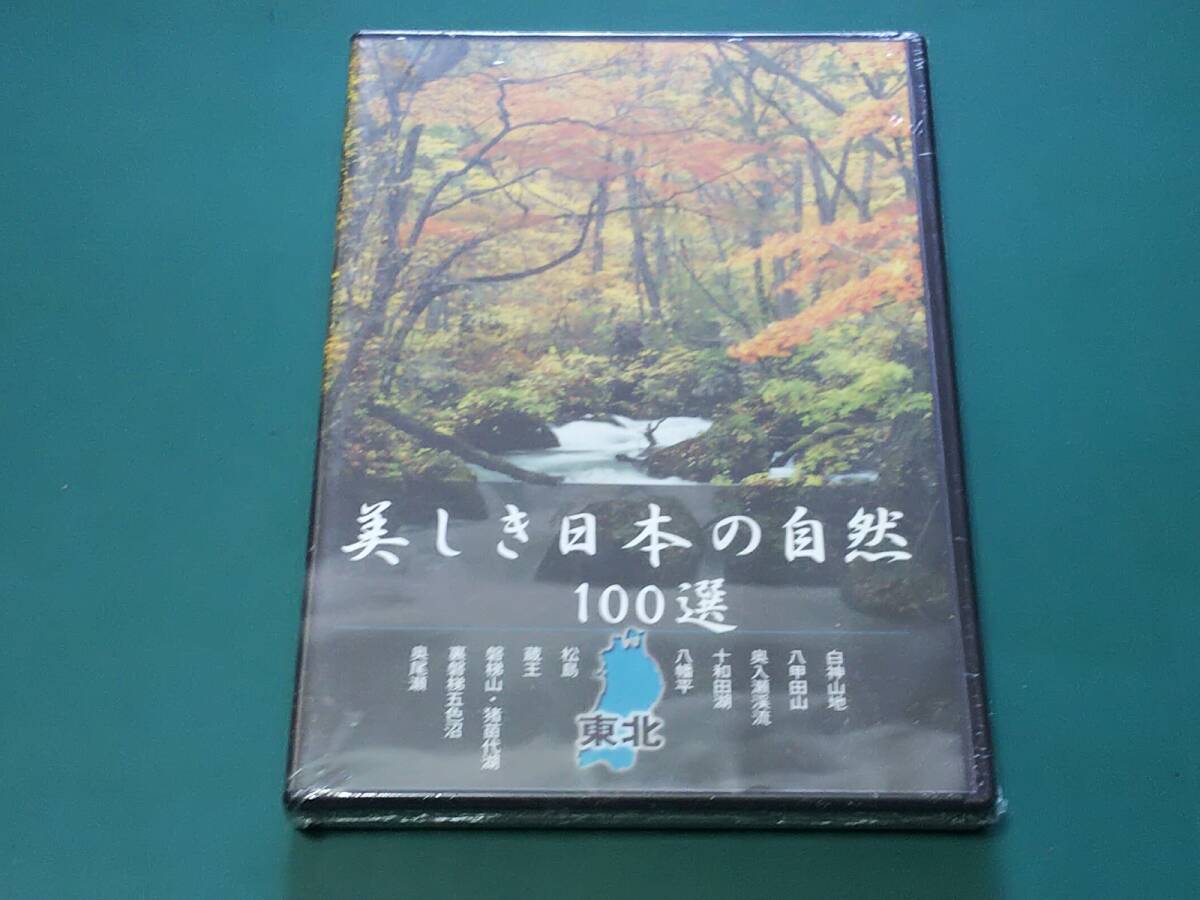 美しき日本の自然
100選
白神山地
八甲田山
奥入瀬渓流
十和田湖
八幡平
東北
松島
蔵王
磐梯山・猪苗代湖
裏磐梯五色沼
奥尾瀬